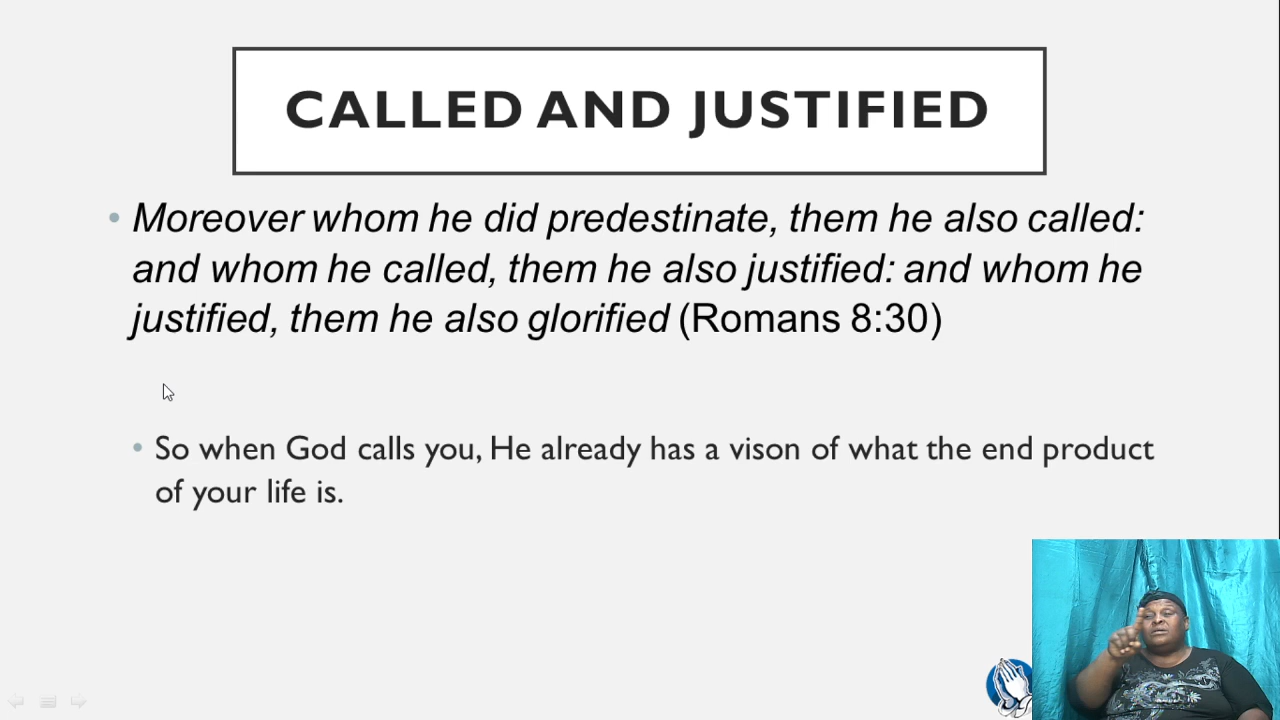 CALLED AND JUSTIFIED
• Moreover whom he did predestinate, them he also called:
and whom he called, them he also justified: and whom he
justified, them he also glorified (Romans 8:30)
• So when God calls you, He already has a vison of what the end product
of your life is.